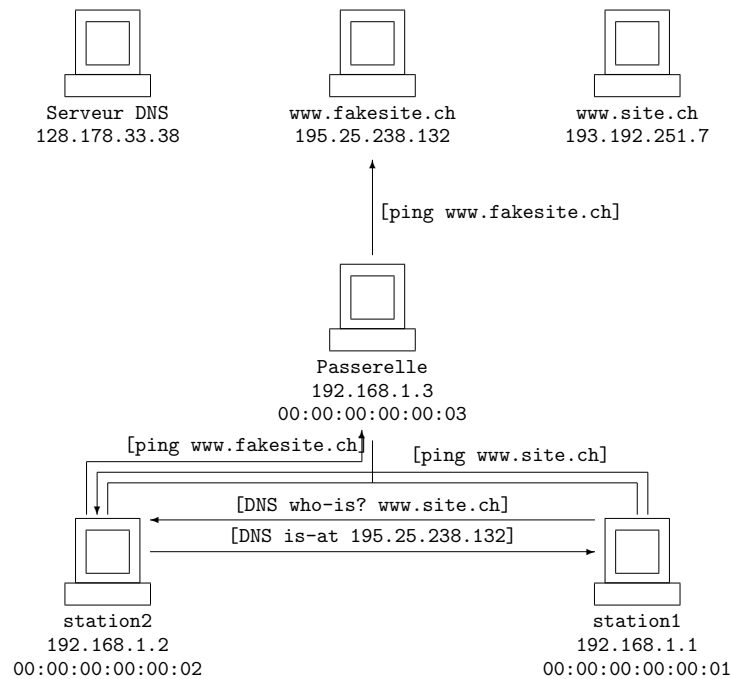 Serveur DNS
128.178.33.38
www.fakesite.ch
195.25.238.132
www.site.ch
193.192.251.7
[ping www.fakesite.ch]
Passerelle
192.168.1.3
00:00:00:00:00:03
[ping www.fakesite.ch]
[ping www.site.ch]
[DNS who-is? www.site.ch]
[DNS is-at 195.25.238.132]
station2
192.168.1.2
00:00:00:00:00:02
station1
192.168.1.1
00:00:00:00:00:01